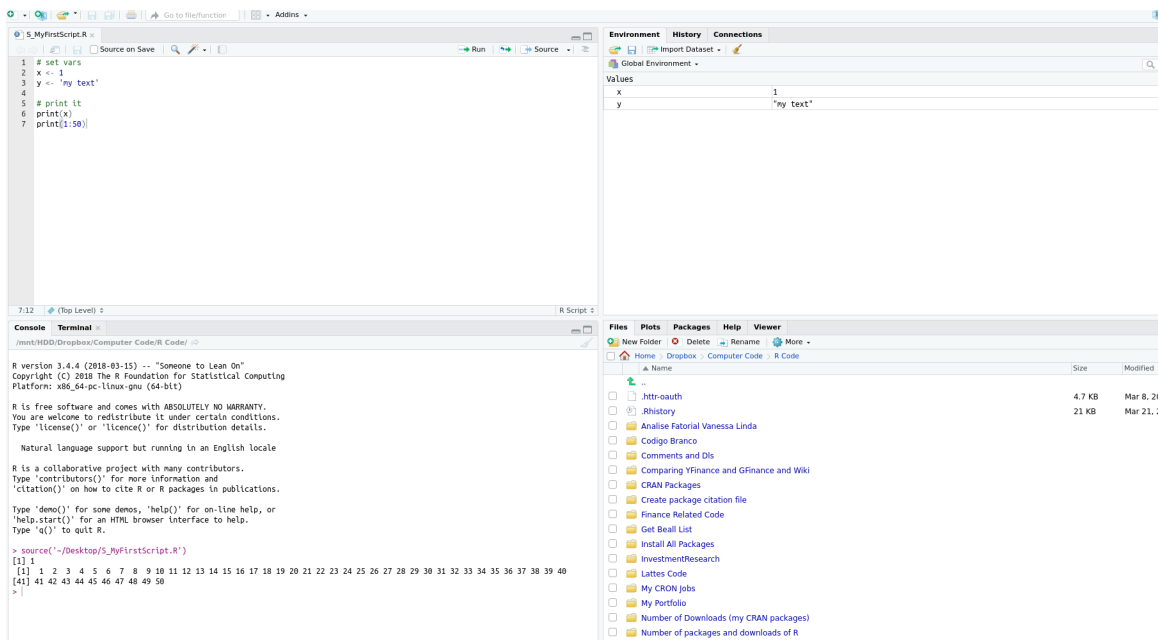 Go to file/function Addins
S_MyFirstScript.R
Source on Save Run Source
1 # set vars
2 x <- 1
3 y <- 'my text'
4
5 # print it
6 print(x)
7 print(1:50)
7:12 (Top Level) R Script
Console Terminal
/mnt/HDD/Dropbox/Computer Code/R Code/
R version 3.4.4 (2018-03-15) -- "Someone to Lean On"
Copyright (C) 2018 The R Foundation for Statistical Computing
Platform: x86_64-pc-linux-gnu (64-bit)
R is free software and comes with ABSOLUTELY NO WARRANTY.
You are welcome to redistribute it under certain conditions.
Type 'license()' or 'licence()' for distribution details.
Natural language support but running in an English locale
R is a collaborative project with many contributors.
Type 'contributors()' for more information and
'citation()' on how to cite R or R packages in publications.
Type 'demo()' for some demos, 'help()' for on-line help, or
'help.start()' for an HTML browser interface to help.
Type 'q()' to quit R.
> source('~/Desktop/S_MyFirstScript.R')
[1] 1
[1] 1 2 3 4 5 6 7 8 9 10 11 12 13 14 15 16 17 18 19 20 21 22 23 24 25 26 27 28 29 30 31 32 33 34 35 36 37 38 39 40
[41] 41 42 43 44 45 46 47 48 49 50
>
Environment History Connections
Import Dataset
Global Environment
Values
x 1
y "my text"
Files Plots Packages Help Viewer
New Folder Delete Rename More
Home Dropbox Computer Code R Code
Name Size Modified
..
.httr-oauth 4.7 KB Mar 8, 20
.Rhistory 21 KB Mar 21, 2
Analise Fatorial Vanessa Linda
Codigo Branco
Comments and Dls
Comparing YFinance and GFinance and Wiki
CRAN Packages
Create package citation file
Finance Related Code
Get Beall List
Install All Packages
InvestmentResearch
Lattes Code
My CRON Jobs
My Portfolio
Number of Downloads (my CRAN packages)
Number of packages and downloads of R